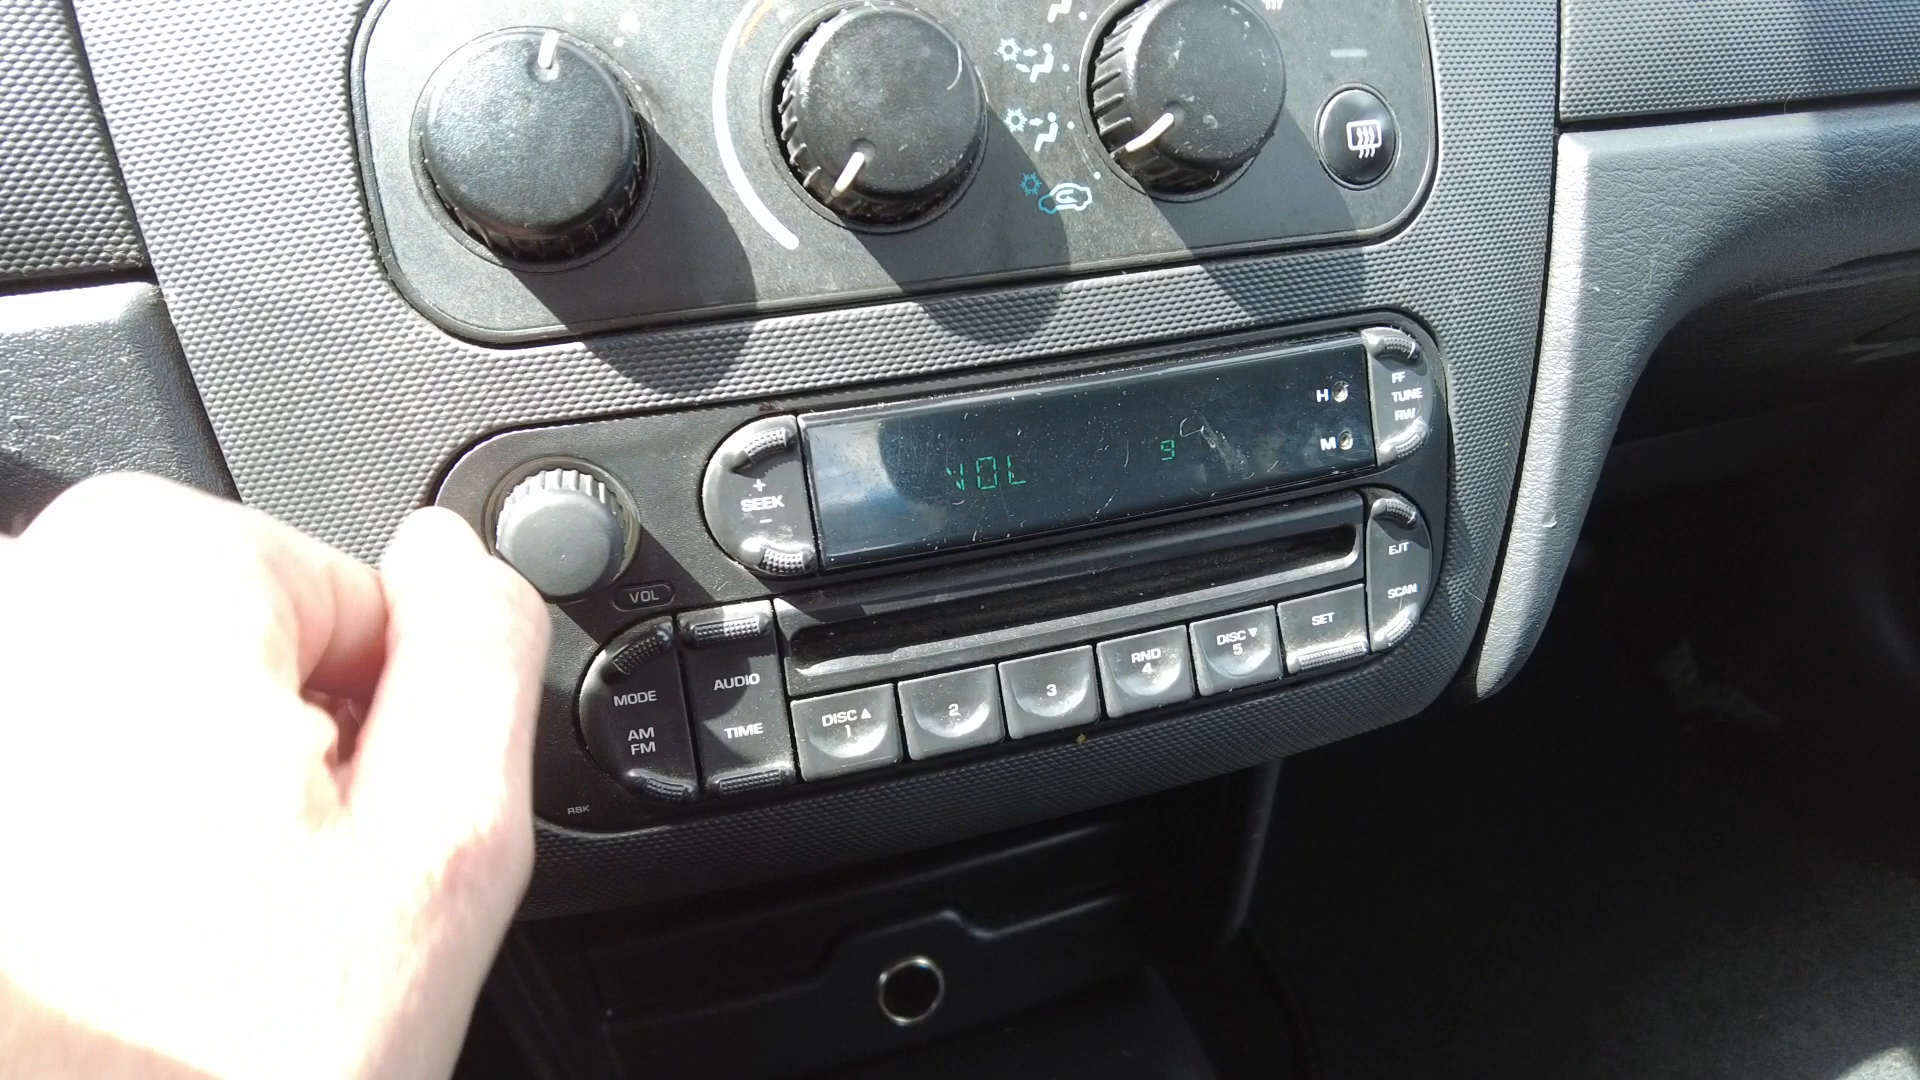 H
M
FF
TUNE
RW
VOL 9
+
SEEK
-
EJT
SCAN
VOL
MODE
AM
FM
AUDIO
TIME
DISC ▲
1
2
3
RND
4
DISC ▼
5
SET
RBK